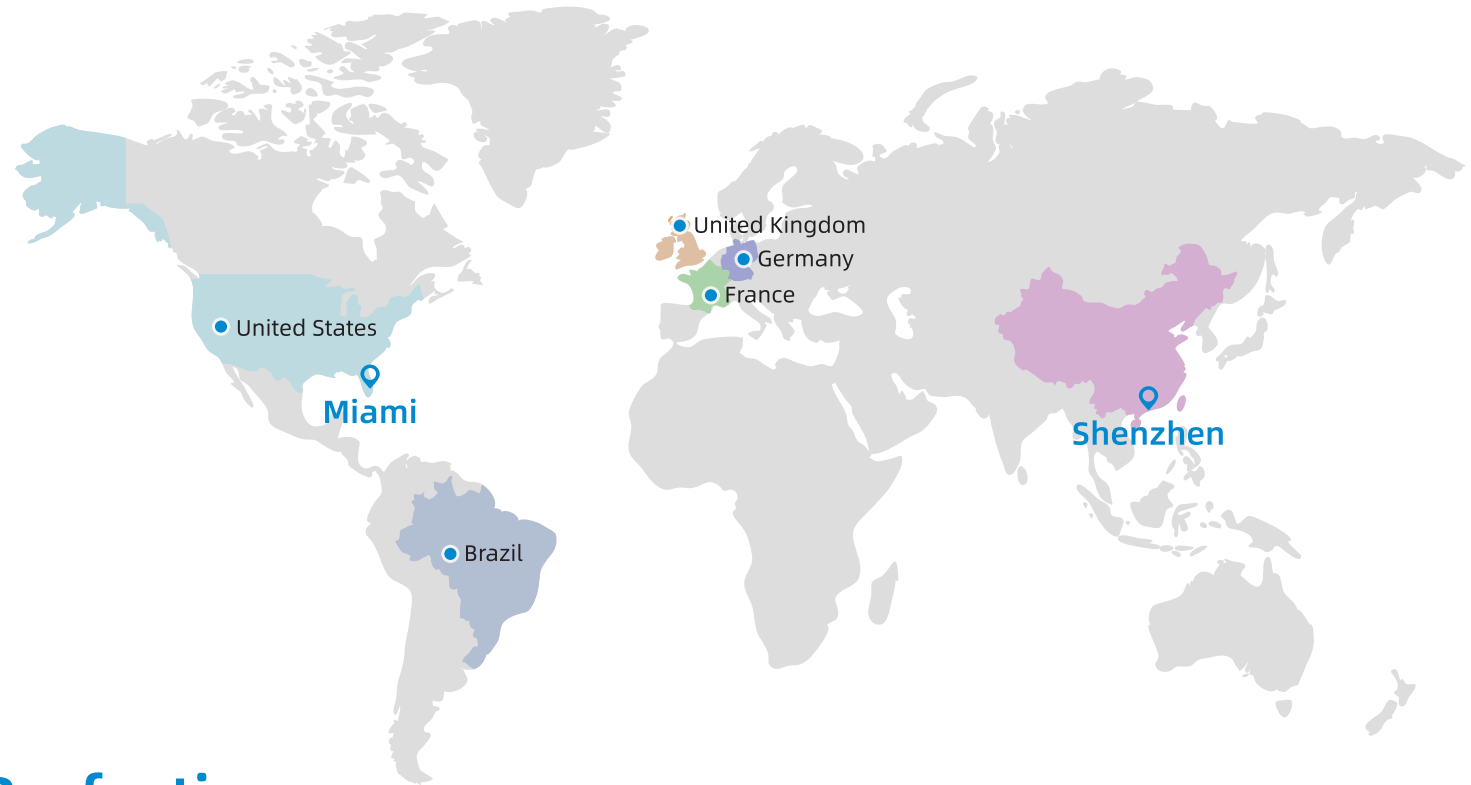 United Kingdom
Germany
France
United States
Miami
Shenzhen
Brazil